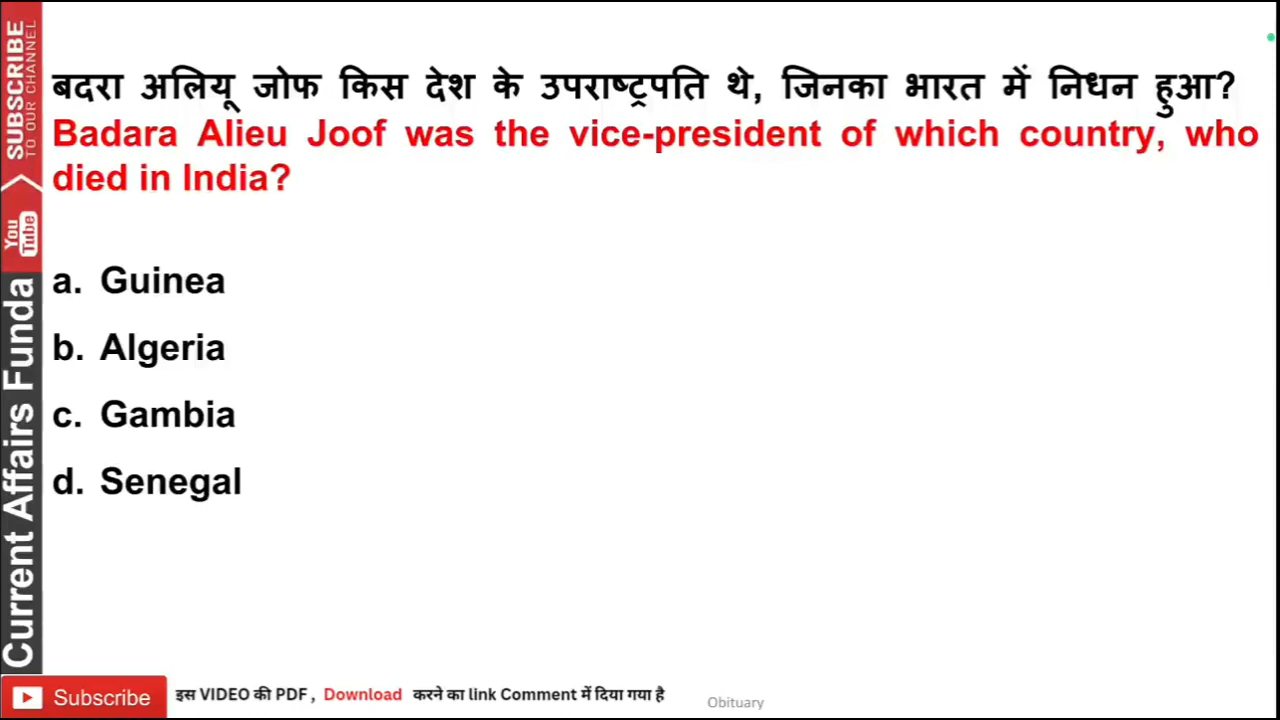 SUBSCRIBE
TO OUR CHANNEL
You Tube
Current Affairs Funda
बदरा अलियू जोफ किस देश के उपराष्ट्रपति थे, जिनका भारत में निधन हुआ?
Badara Alieu Joof was the vice-president of which country, who
died in India?
a. Guinea
b. Algeria
c. Gambia
d. Senegal
Subscribe
इस VIDEO की PDF , Download करने का link Comment में दिया गया है
Obituary